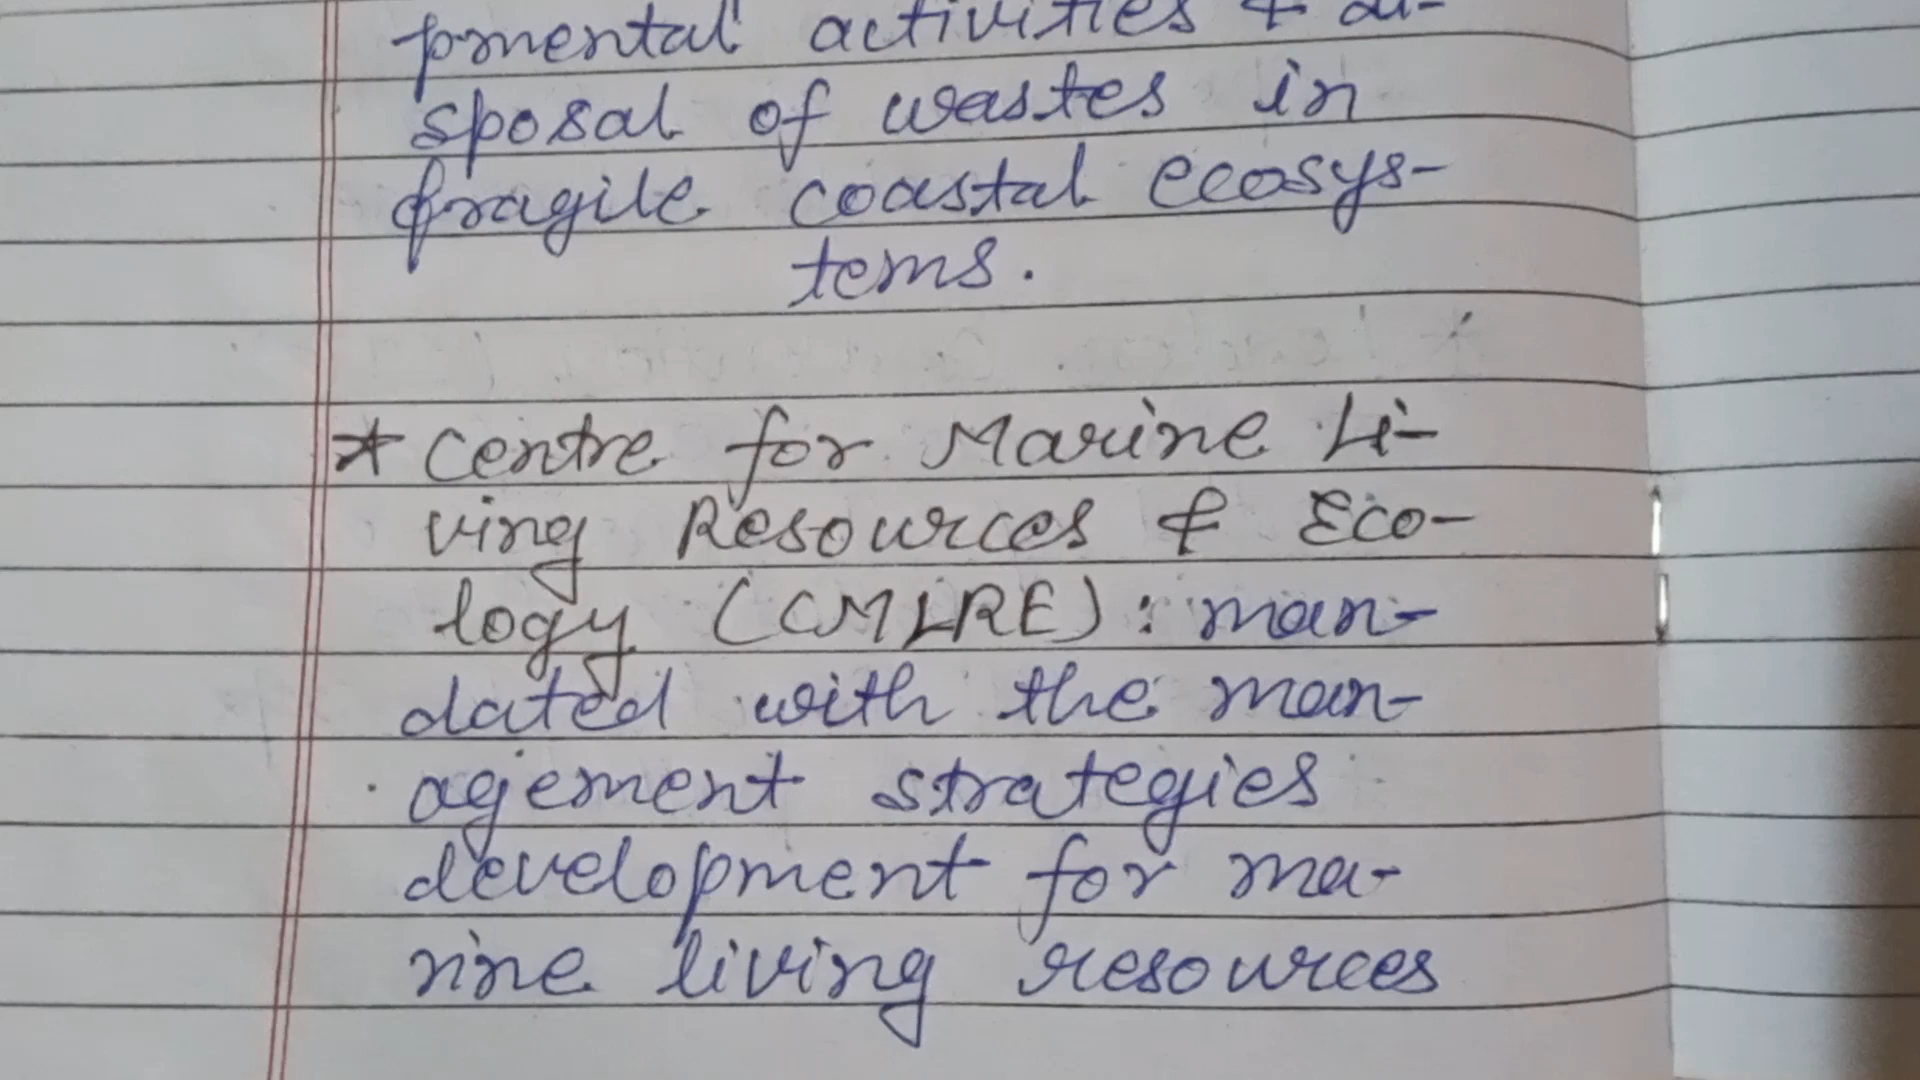 pmental activities & di-
sposal of wastes in
fragile coastal ecosys-
tems.
* Centre for Marine Li-
ving Resources & Eco-
logy (CMLRE): man-
dated with the man-
agement strategies
development for ma-
rine living resources